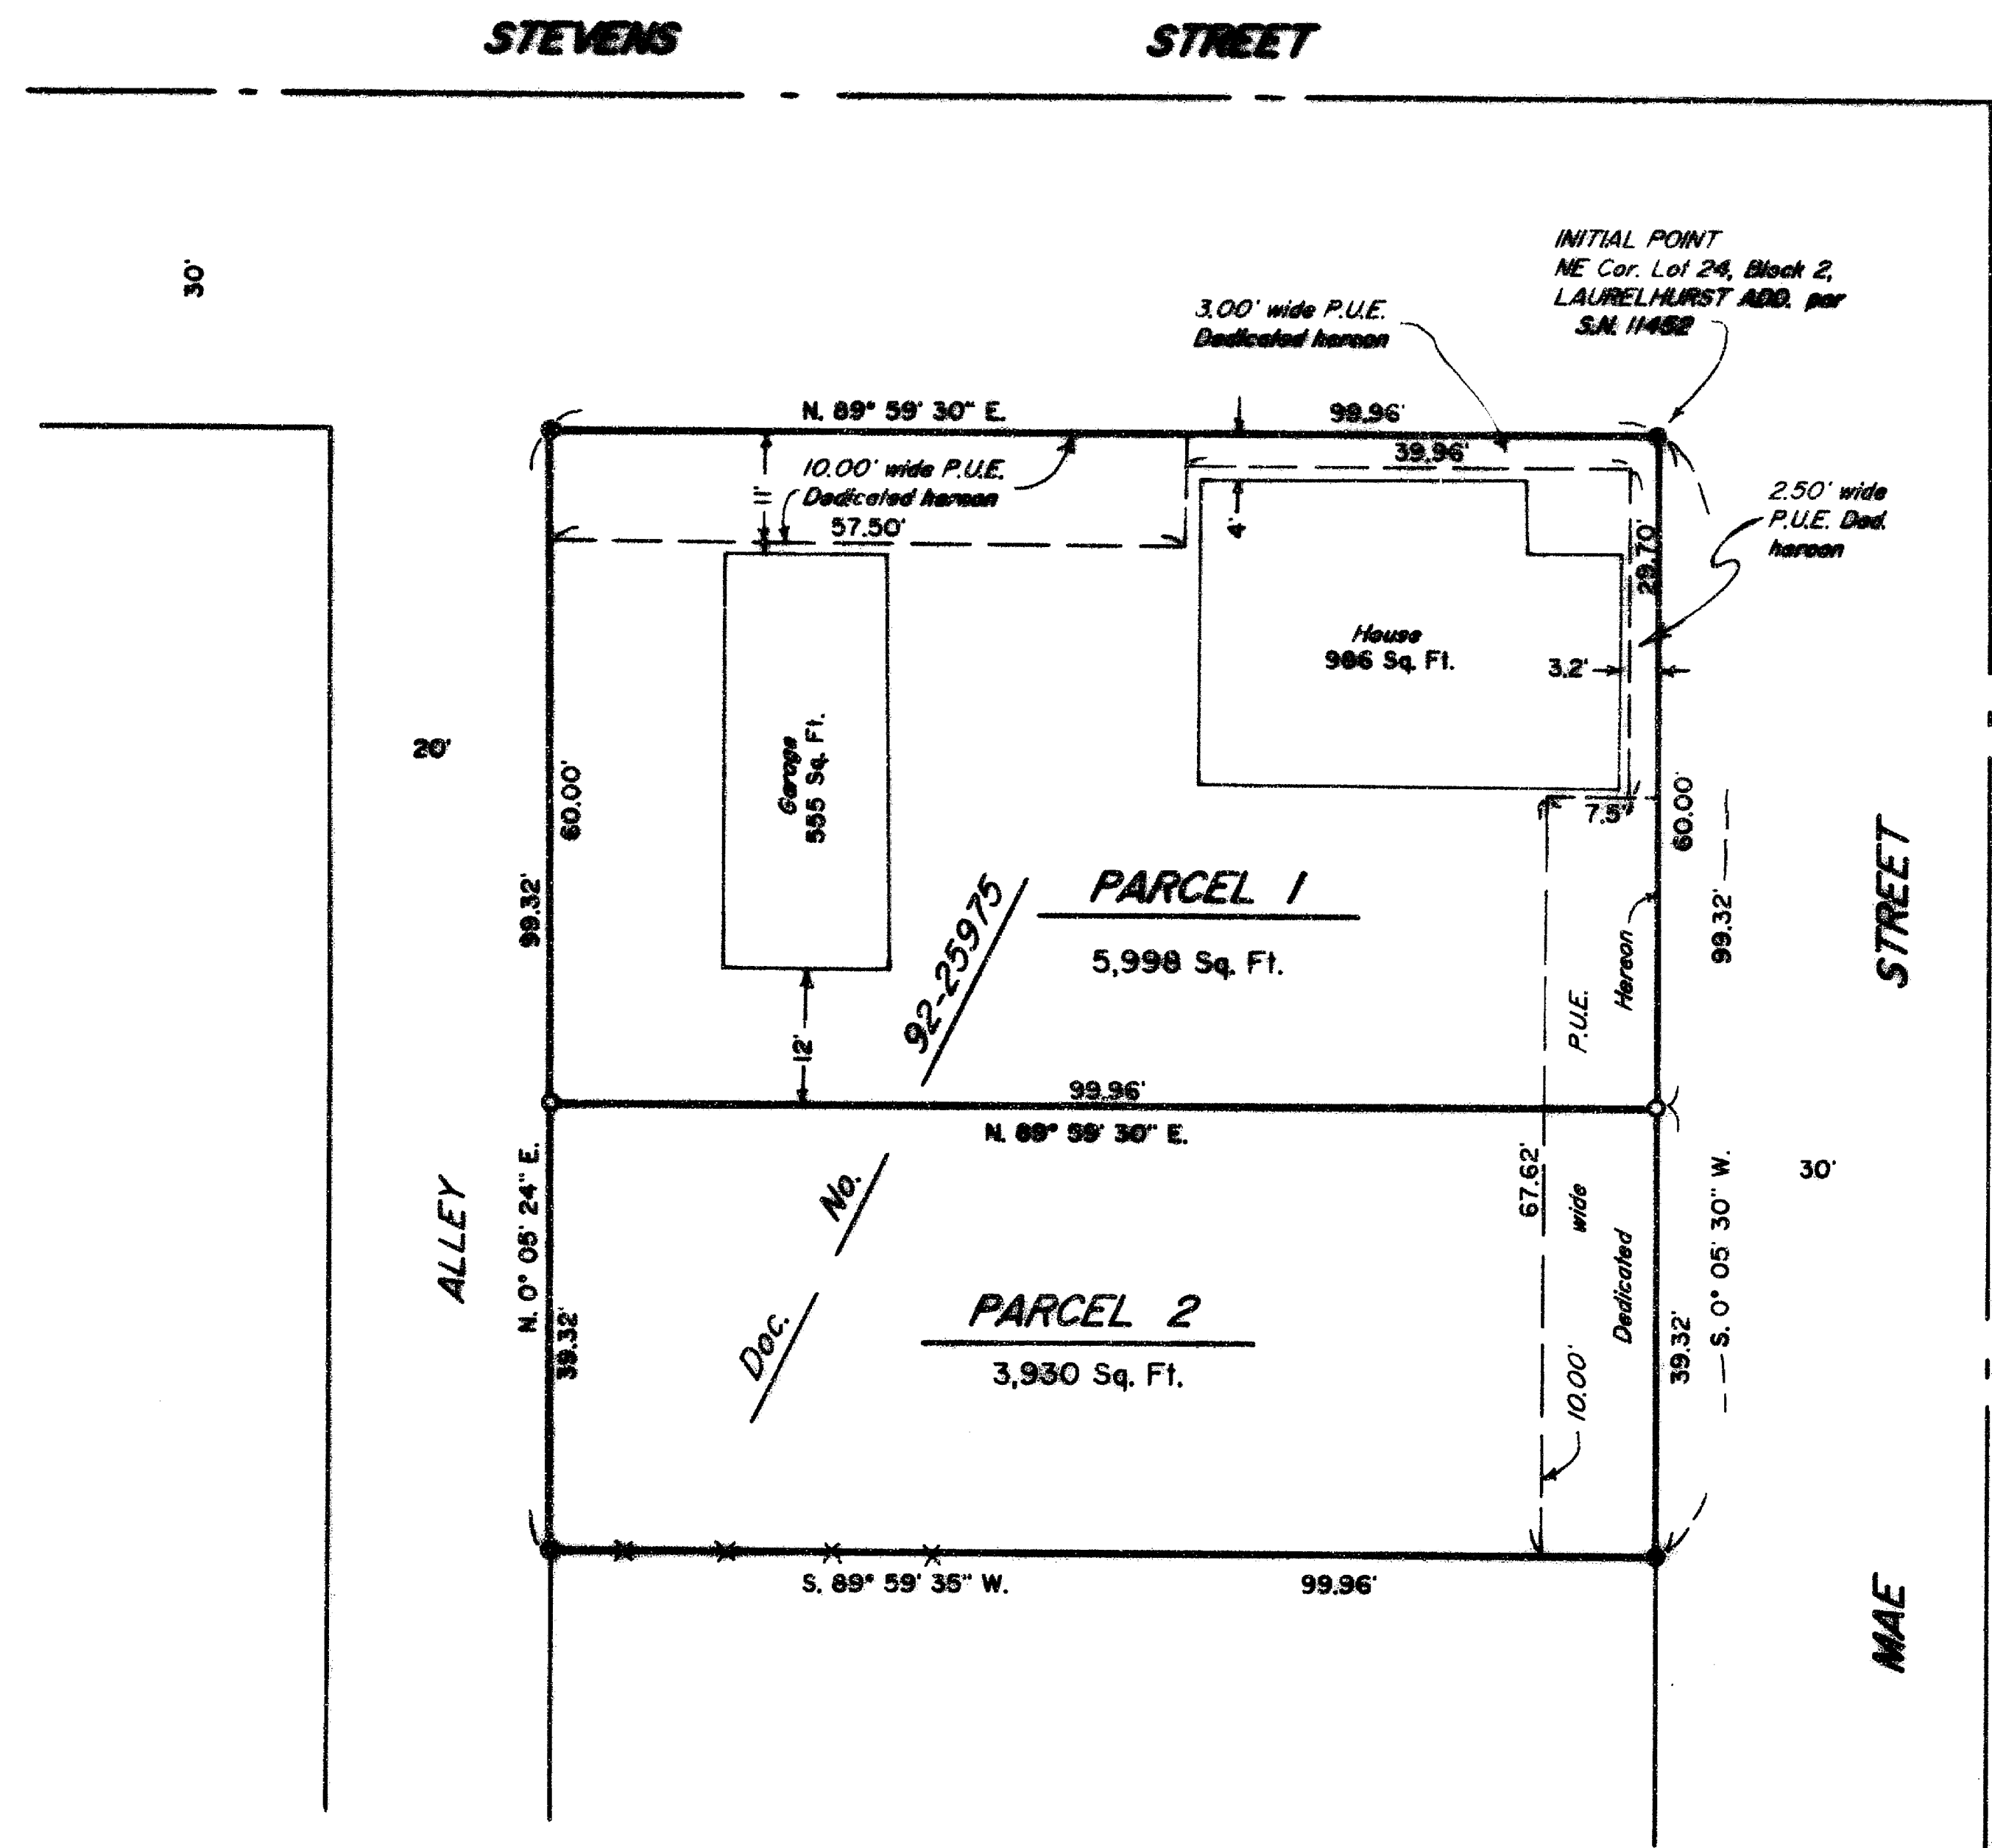 STEVENS STREET
30'
INITIAL POINT
NE Cor. Lot 24, Block 2,
LAURELHURST ADD. per
S.N. 11452
3.00' wide P.U.E.
Dedicated hereon
N. 89° 59' 30" E.
99.96'
39.96'
10.00' wide P.U.E.
Dedicated hereon
57.50'
11'
4'
29.70'
2.50' wide
P.U.E. Ded.
hereon
House
986 Sq. Ft.
3.2'
20'
Garage
555 Sq. Ft.
60.00'
7.5'
60.00'
99.32'
99.32'
PARCEL 1
5,998 Sq. Ft.
12'
99.96'
N. 89° 59' 30" E.
Doc. No. 92-25975
10.00' wide P.U.E.
Dedicated Hereon
67.62'
30'
N. 0° 05' 24" E.
39.32'
S. 0° 05' 30" W.
39.32'
PARCEL 2
3,930 Sq. Ft.
ALLEY
S. 89° 59' 35" W.
99.96'
MAE STREET